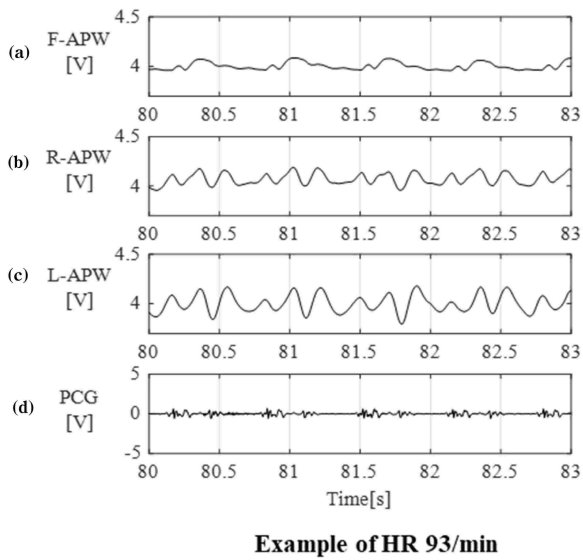 (a) F-APW [V]
4.5
4
80 80.5 81 81.5 82 82.5 83
(b) R-APW [V]
4.5
4
80 80.5 81 81.5 82 82.5 83
(c) L-APW [V]
4.5
4
80 80.5 81 81.5 82 82.5 83
(d) PCG [V]
5
0
-5
80 80.5 81 81.5 82 82.5 83
Time[s]
Example of HR 93/min